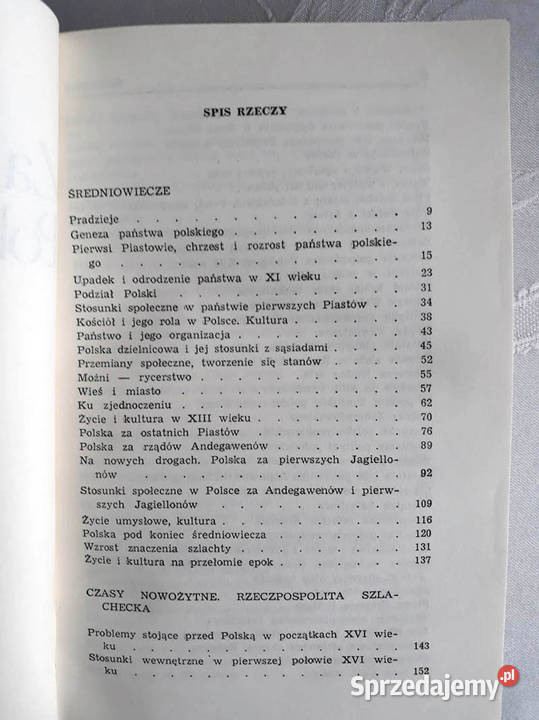 SPIS RZECZY
ŚREDNIOWIECZE
Pradzieje . . . . . . . . . . . . . 9
Geneza państwa polskiego . . . . . . . . . 13
Pierwsi Piastowie, chrzest i rozrost państwa polskie-
go . . . . . . . . . . . . . 15
Upadek i odrodzenie państwa w XI wieku . . . . 23
Podział Polski . . . . . . . . . . . 31
Stosunki społeczne w państwie pierwszych Piastów . . 34
Kościół i jego rola w Polsce. Kultura . . . . . 38
Państwo i jego organizacja . . . . . . . . 43
Polska dzielnicowa i jej stosunki z sąsiadami . . . . 45
Przemiany społeczne, tworzenie się stanów . . . . 52
Możni — rycerstwo . . . . . . . . . . 55
Wieś i miasto . . . . . . . . . . . 57
Ku zjednoczeniu . . . . . . . . . . 62
Życie i kultura w XIII wieku . . . . . . . 70
Polska za ostatnich Piastów . . . . . . . 76
Polska za rządów Andegawenów . . . . . . 89
Na nowych drogach. Polska za pierwszych Jagiello-
nów . . . . . . . . . . . . . 92
Stosunki społeczne w Polsce za Andegawenów i pierw-
szych Jagiellonów . . . . . . . . . 109
Życie umysłowe, kultura . . . . . . . . 116
Polska pod koniec średniowiecza . . . . . . 120
Wzrost znaczenia szlachty . . . . . . . . 131
Życie i kultura na przełomie epok . . . . . . 137
CZASY NOWOŻYTNE. RZECZPOSPOLITA SZLA-
CHECKA
Problemy stojące przed Polską w początkach XVI wie-
ku . . . . . . . . . . . . . 143
Stosunki wewnętrzne w pierwszej połowie XVI wie-
ku . . . . . . . . . . . . . 152
Sprzedajemy.pl